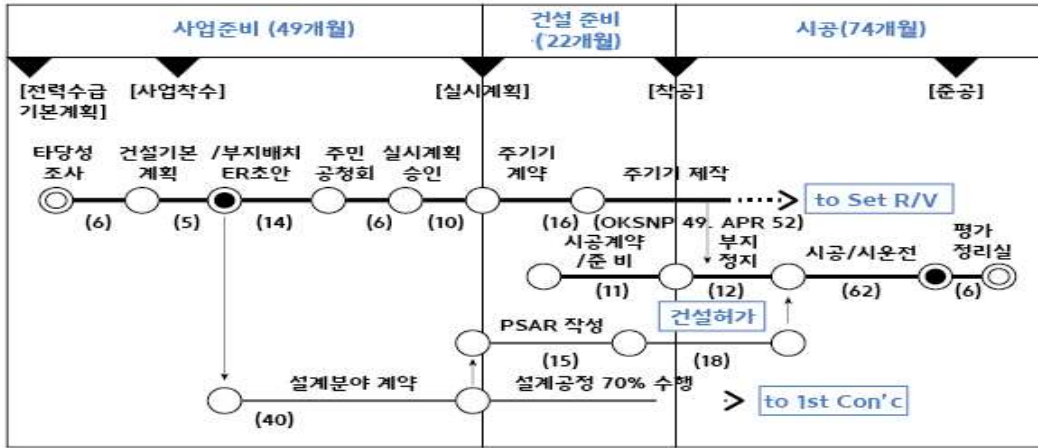 사업준비 (49개월)
건설 준비
(22개월)
시공(74개월)
[전력수급
기본계획]
[사업착수]
[실시계획]
[착공]
[준공]
타당성
조사
건설기본
계획
/부지배치
ER초안
주민
공청회
실시계획
승인
주기기
계약
주기기 제작
to Set R/V
(6)
(5)
(14)
(6)
(10)
(16)
(OKSNP 49. APR 52)
시공계약
/준 비
부지
정지
시공/시운전
평가
정리실
(11)
(12)
(62)
(6)
건설허가
PSAR 작성
(15)
(18)
설계분야 계약
설계공정 70% 수행
(40)
to 1st Con'c